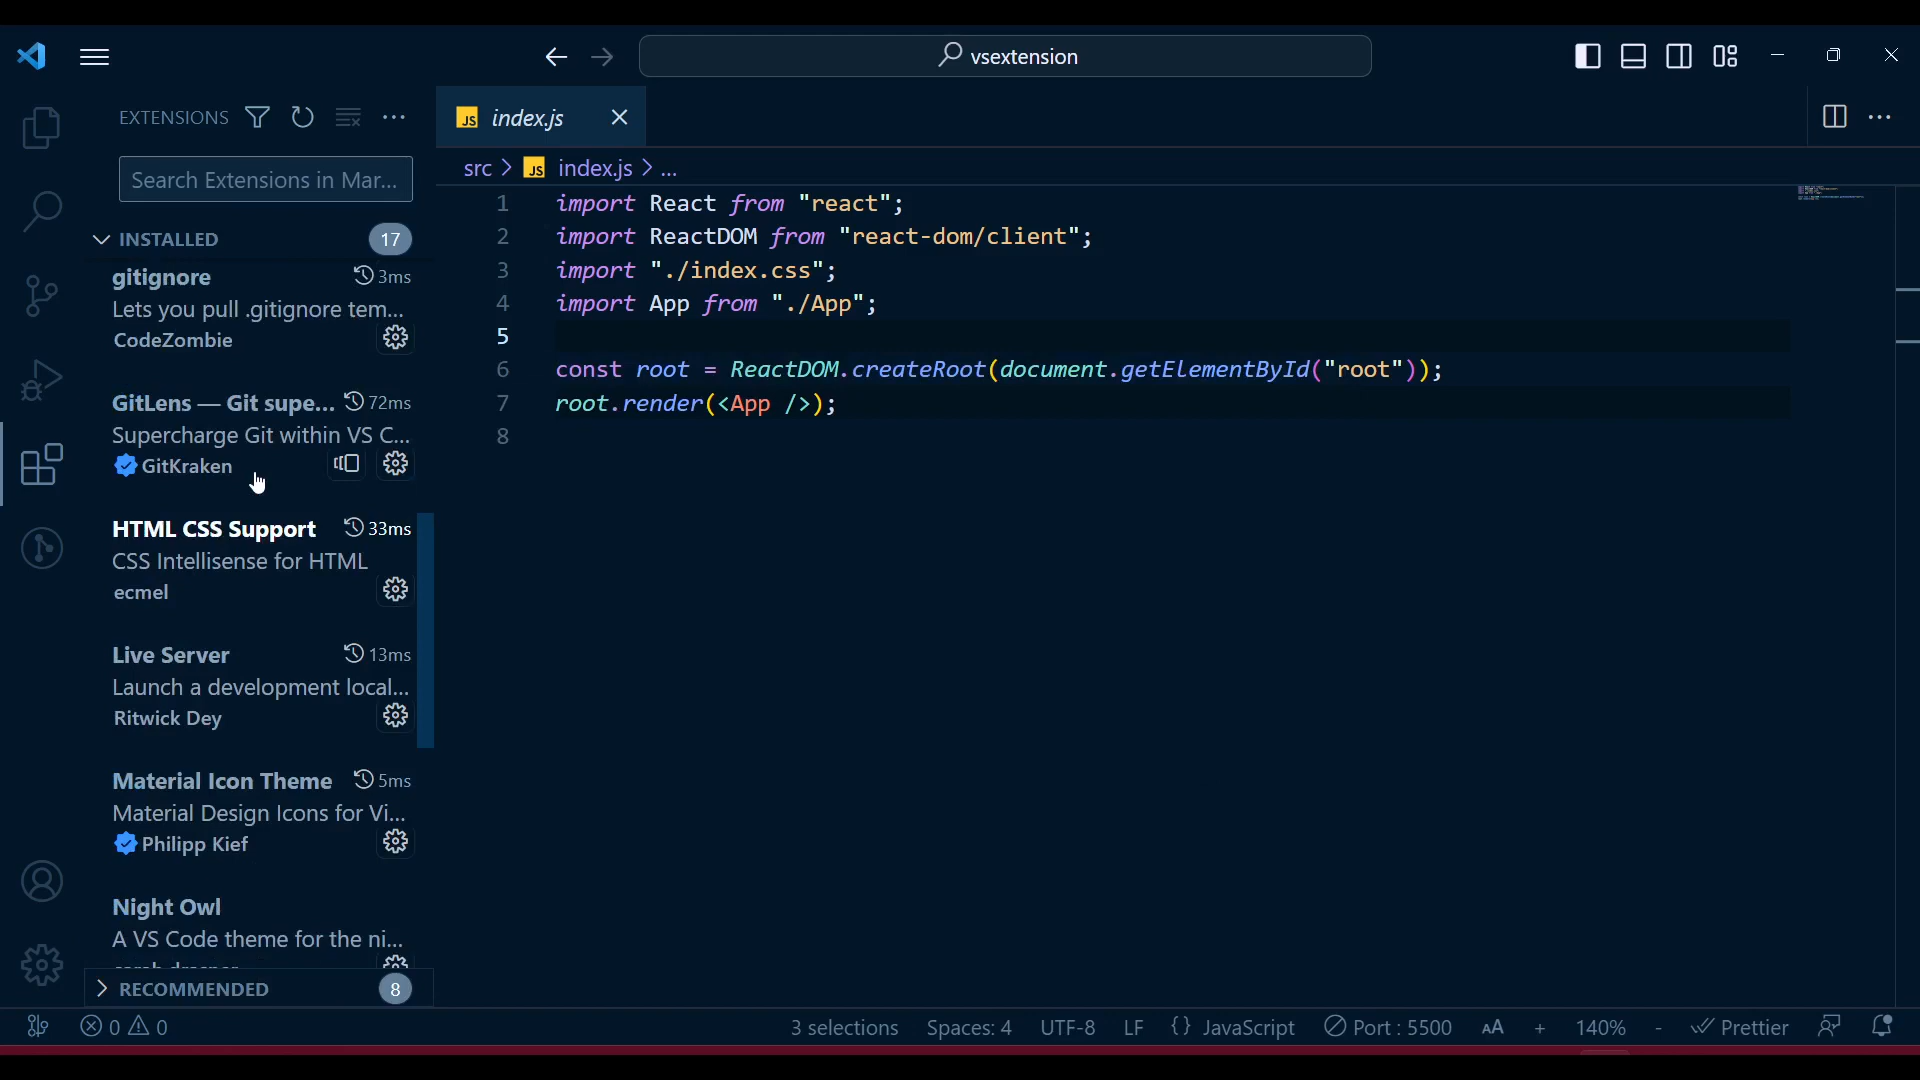 vsextension
EXTENSIONS
index.js
Search Extensions in Mar...
src > JS index.js > ...
INSTALLED 17
gitignore 3ms
Lets you pull .gitignore tem...
CodeZombie
GitLens — Git supe... 72ms
Supercharge Git within VS C...
GitKraken
HTML CSS Support 33ms
CSS Intellisense for HTML
ecmel
Live Server 13ms
Launch a development local...
Ritwick Dey
Material Icon Theme 5ms
Material Design Icons for Vi...
Philipp Kief
Night Owl
A VS Code theme for the ni...
RECOMMENDED 8
1 import React from "react";
2 import ReactDOM from "react-dom/client";
3 import "./index.css";
4 import App from "./App";
5
6 const root = ReactDOM.createRoot(document.getElementById("root"));
7 root.render(<App />);
8
0 0 3 selections Spaces: 4 UTF-8 LF {} JavaScript Port : 5500 AA + 140% - Prettier